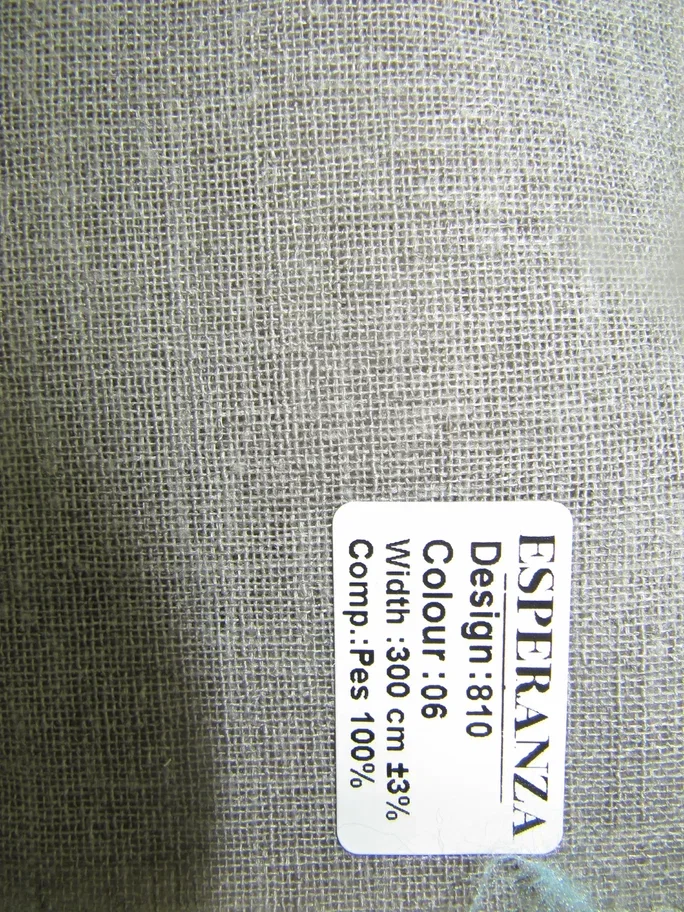 ESPERANZA
Design:810
Colour:06
Width :300 cm ±3%
Comp.:Pes 100%